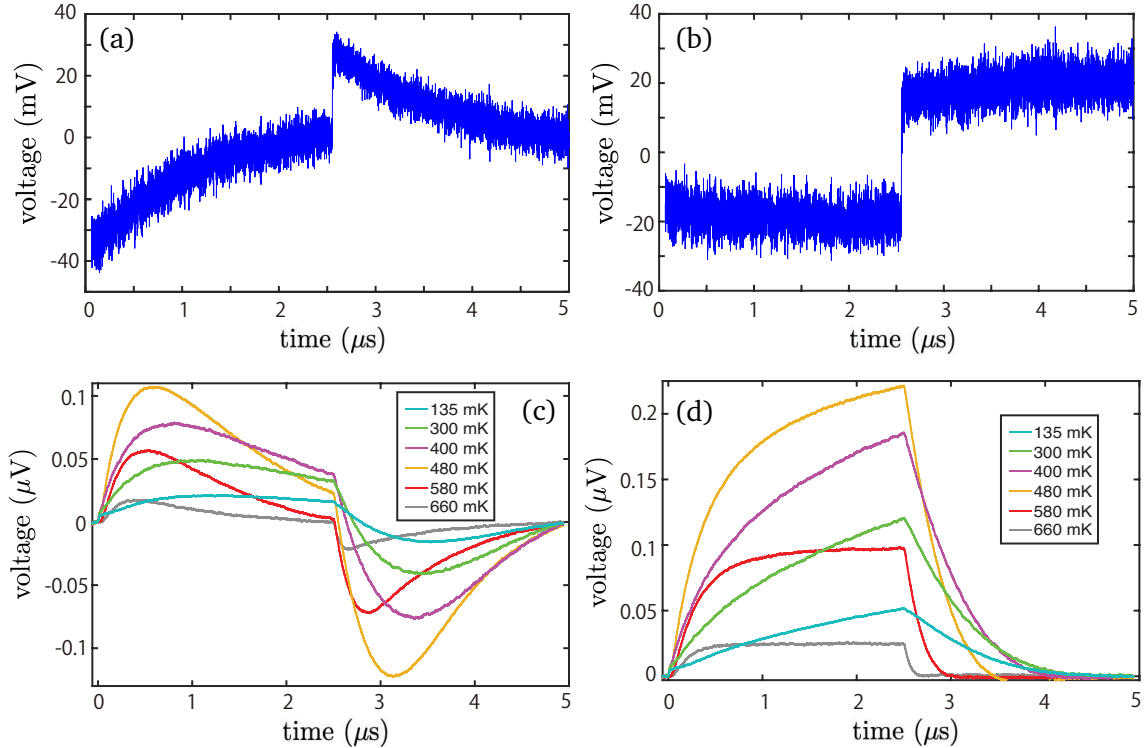 (a)
voltage (mV)
40
20
0
-20
-40
0
1
2
3
4
5
time (μs)
(b)
voltage (mV)
40
20
0
-20
-40
0
1
2
3
4
5
time (μs)
(c)
voltage (μV)
0.1
0.05
0
-0.05
-0.1
135 mK
300 mK
400 mK
480 mK
580 mK
660 mK
0
1
2
3
4
5
time (μs)
(d)
voltage (μV)
0.2
0.15
0.1
0.05
0
135 mK
300 mK
400 mK
480 mK
580 mK
660 mK
0
1
2
3
4
5
time (μs)